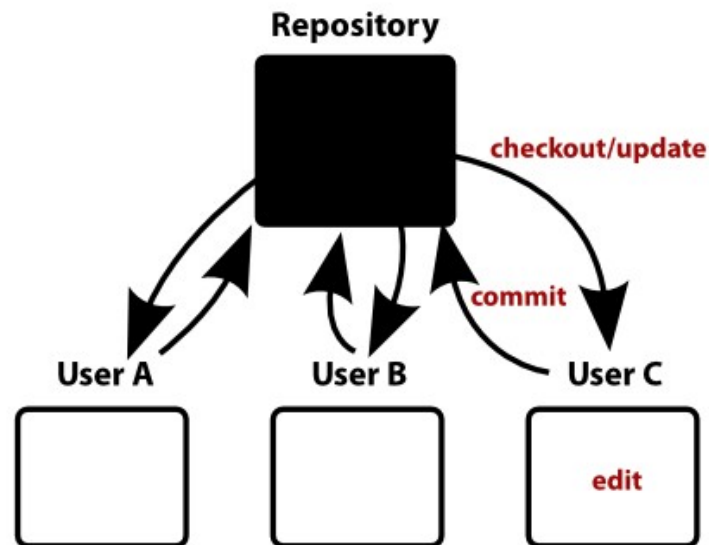 Repository
checkout/update
commit
User A
User B
User C
edit